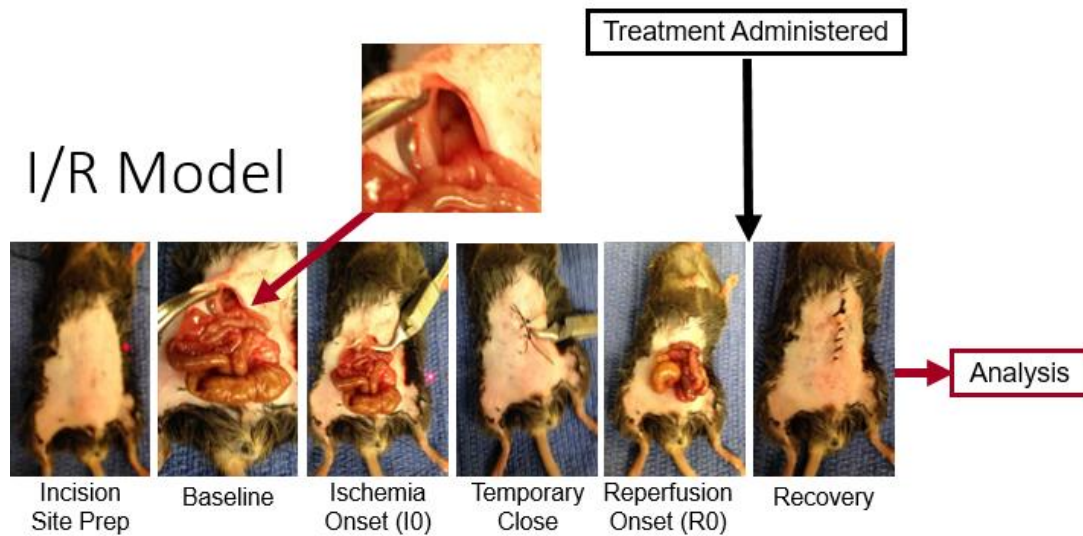 Treatment Administered
I/R Model
Analysis
Incision
Site Prep
Baseline
Ischemia
Onset (I0)
Temporary
Close
Reperfusion
Onset (R0)
Recovery